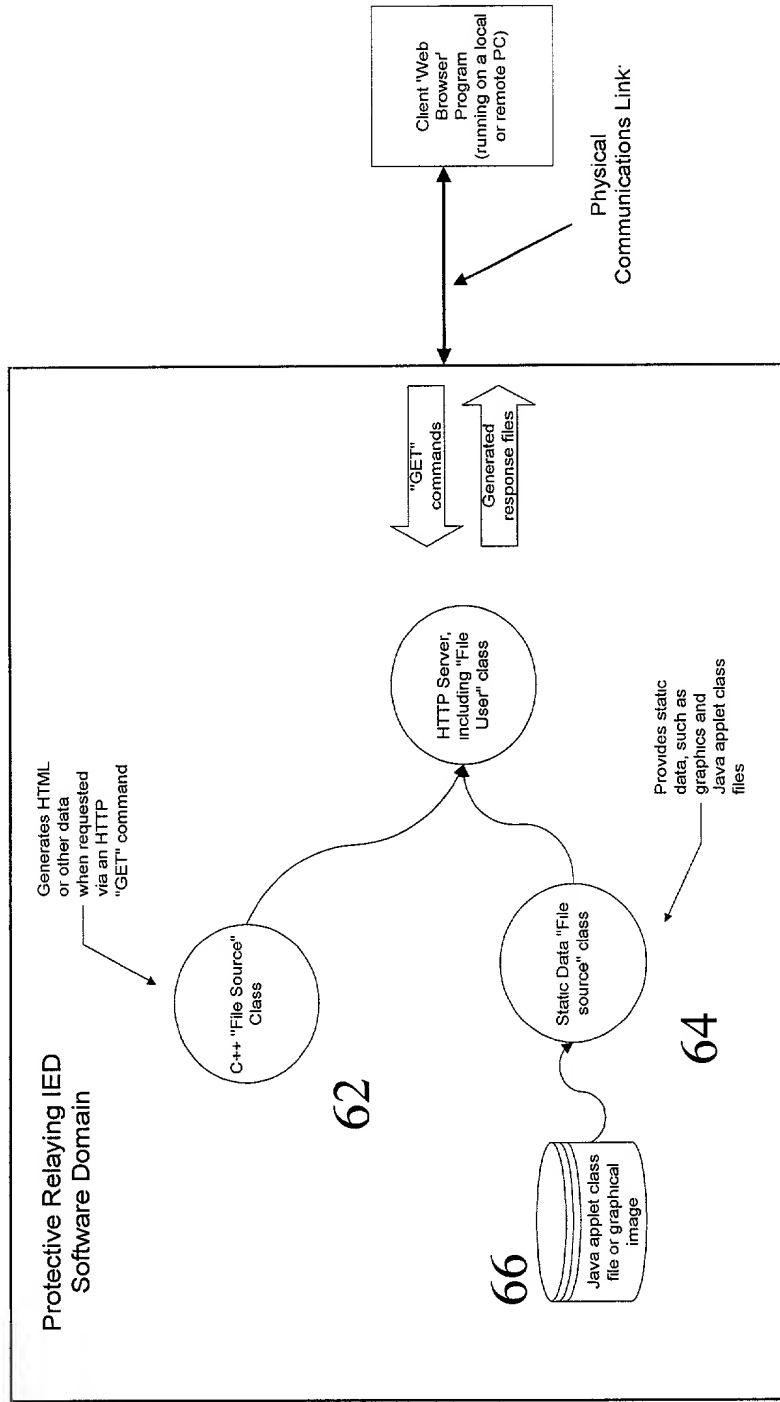 Protective Relaying IED
Software Domain
Generates HTML
or other data
when requested
via an HTTP
"GET" command
C++ "File Source"
Class
62
66
Java applet class
file or graphical
image
Static Data "File
source" class
64
Provides static
data, such as
graphics and
Java applet class
files
HTTP Server,
including "File
User" class
"GET"
commands
Generated
response files
Client 'Web
Browser'
Program
(running on a local
or remote PC)
Physical
Communications Link